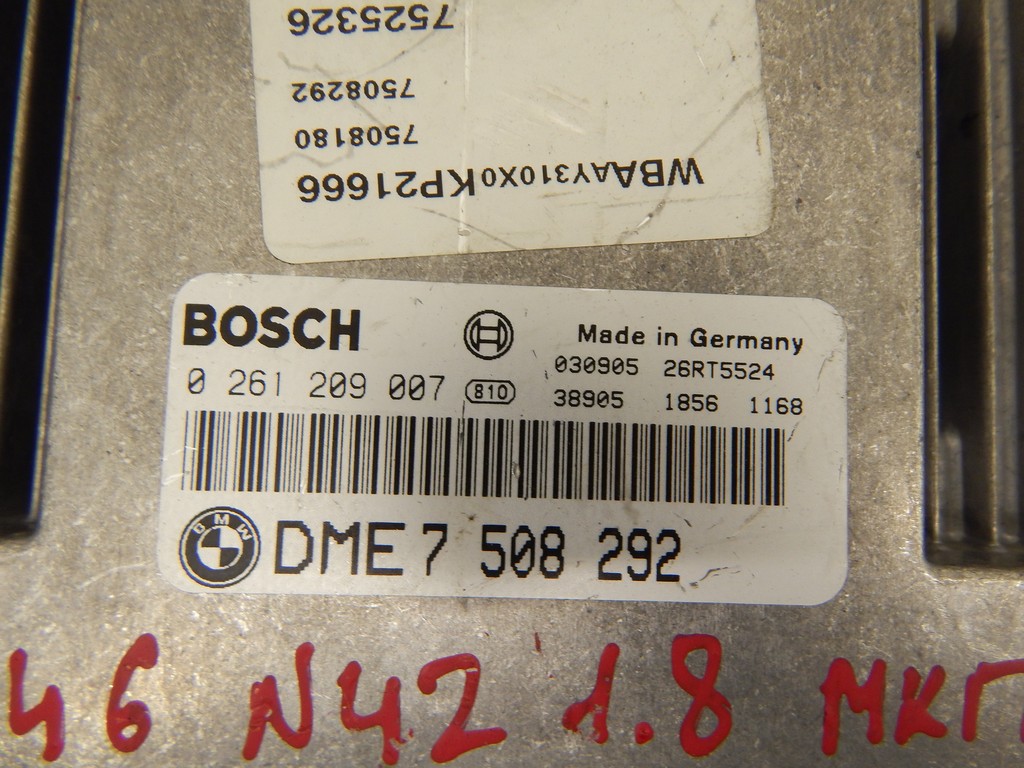 WBAAY310X0KP21666
7508180
7508292
7525326
BOSCH
Made in Germany
0 261 209 007 810
030905 26RT5524
38905 1856 1168
BMW
DME 7 508 292
46 N42 1.8 МКП